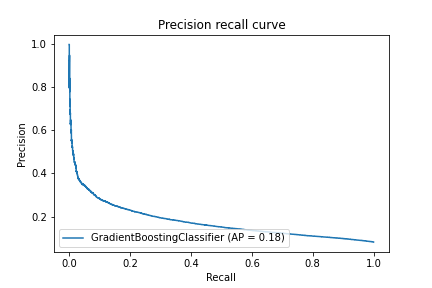 Precision recall curve
1.0
0.8
0.6
0.4
0.2
Precision
GradientBoostingClassifier (AP = 0.18)
0.0 0.2 0.4 0.6 0.8 1.0
Recall